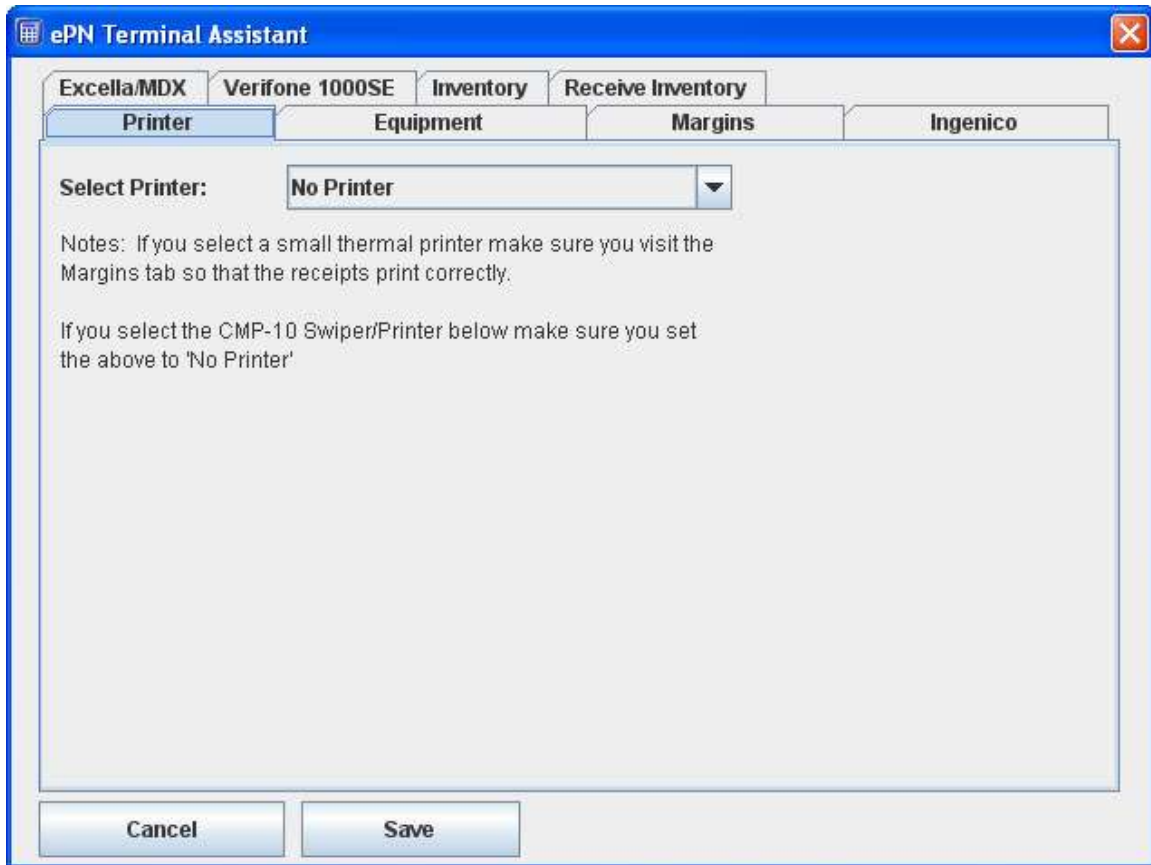 ePN Terminal Assistant
Excella/MDX Verifone 1000SE Inventory Receive Inventory
Printer Equipment Margins Ingenico
Select Printer: No Printer
Notes: If you select a small thermal printer make sure you visit the
Margins tab so that the receipts print correctly.
If you select the CMP-10 Swiper/Printer below make sure you set
the above to 'No Printer'
Cancel Save